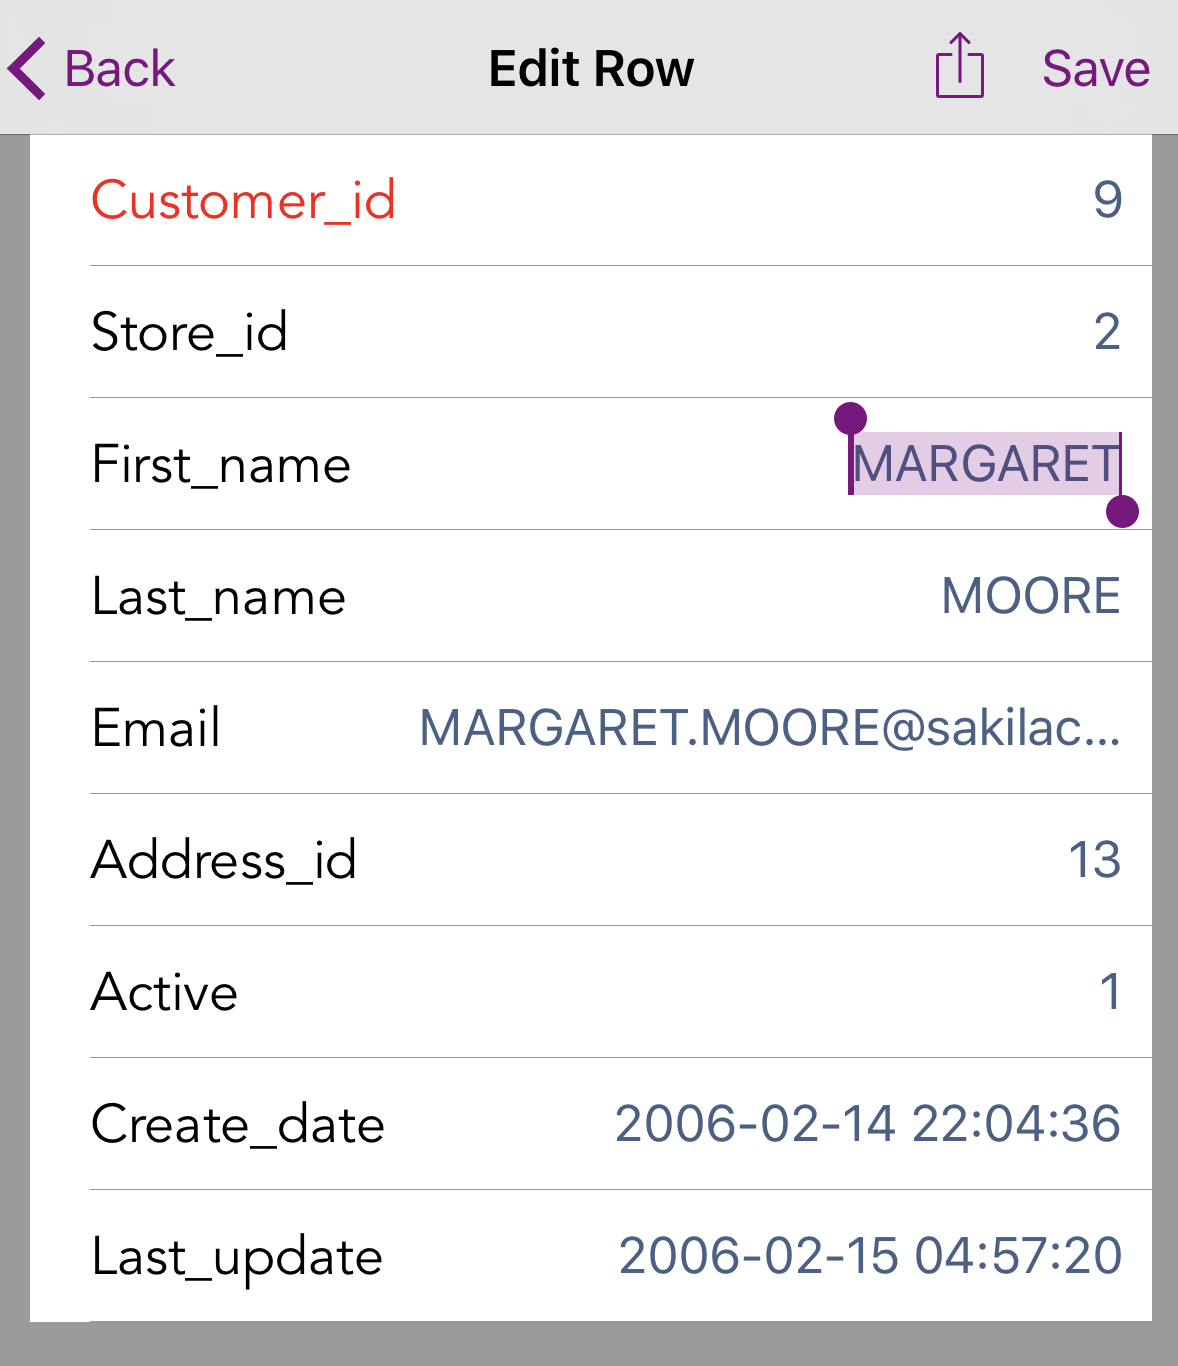 Back Edit Row Save
Customer_id 9
Store_id 2
First_name MARGARET
Last_name MOORE
Email MARGARET.MOORE@sakilac...
Address_id 13
Active 1
Create_date 2006-02-14 22:04:36
Last_update 2006-02-15 04:57:20